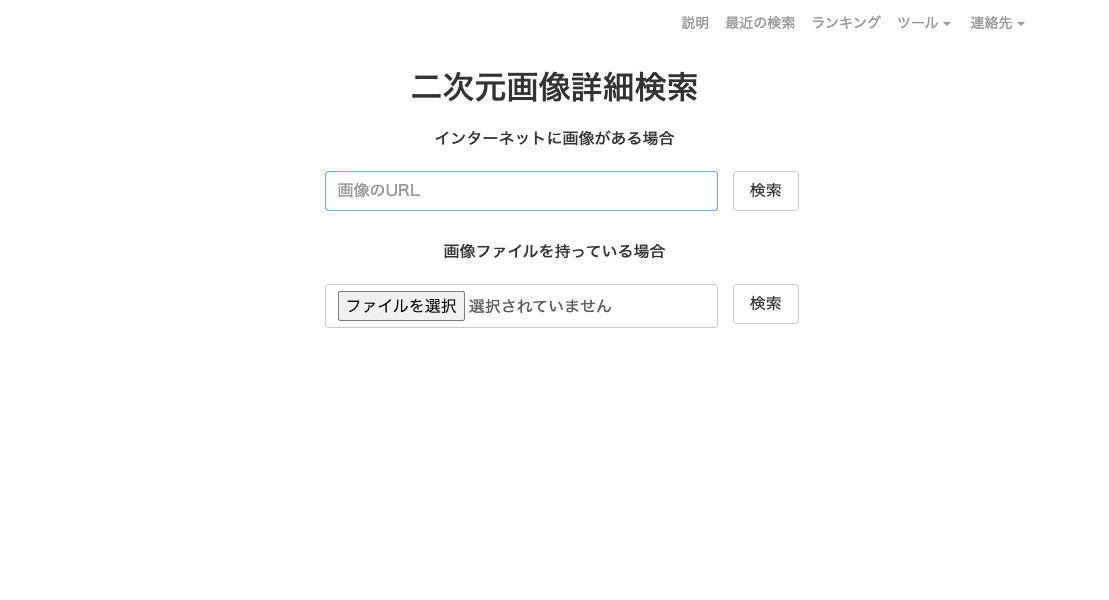 説明 最近の検索 ランキング ツール 連絡先
二次元画像詳細検索
インターネットに画像がある場合
画像のURL 検索
画像ファイルを持っている場合
ファイルを選択 選択されていません 検索